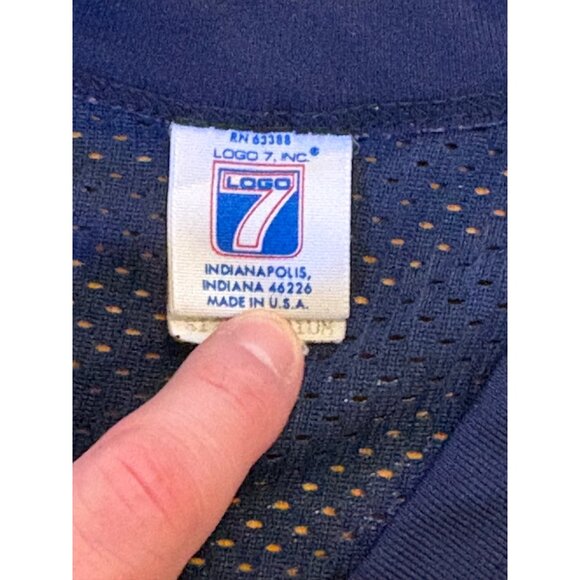 RN 63388
LOGO 7, INC.®
LOGO
7
INDIANAPOLIS,
INDIANA 46226
MADE IN U.S.A.